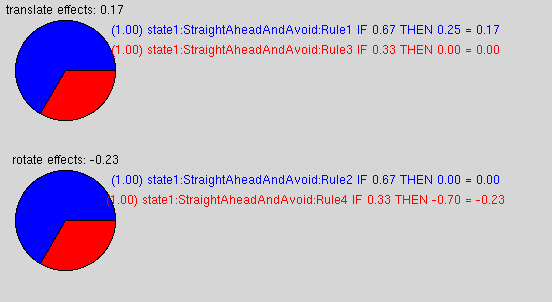 translate effects: 0.17
(1.00) state1:StraightAheadAndAvoid:Rule1 IF 0.67 THEN 0.25 = 0.17
(1.00) state1:StraightAheadAndAvoid:Rule3 IF 0.33 THEN 0.00 = 0.00
rotate effects: -0.23
(1.00) state1:StraightAheadAndAvoid:Rule2 IF 0.67 THEN 0.00 = 0.00
(1.00) state1:StraightAheadAndAvoid:Rule4 IF 0.33 THEN -0.70 = -0.23